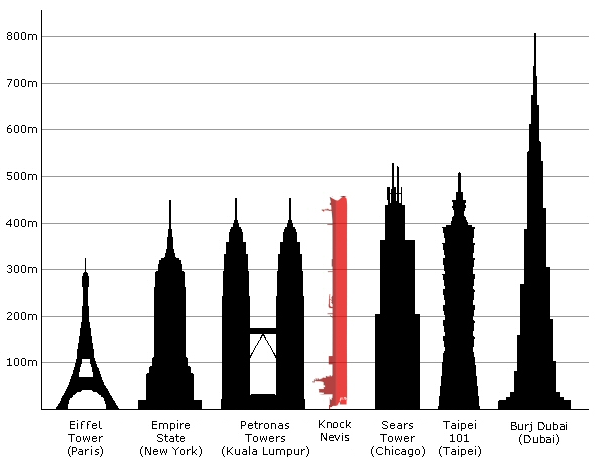 800m
700m
600m
500m
400m
300m
200m
100m
Eiffel
Tower
(Paris)
Empire
State
(New York)
Petronas
Towers
(Kuala Lumpur)
Knock
Nevis
Sears
Tower
(Chicago)
Taipei
101
(Taipei)
Burj Dubai
(Dubai)